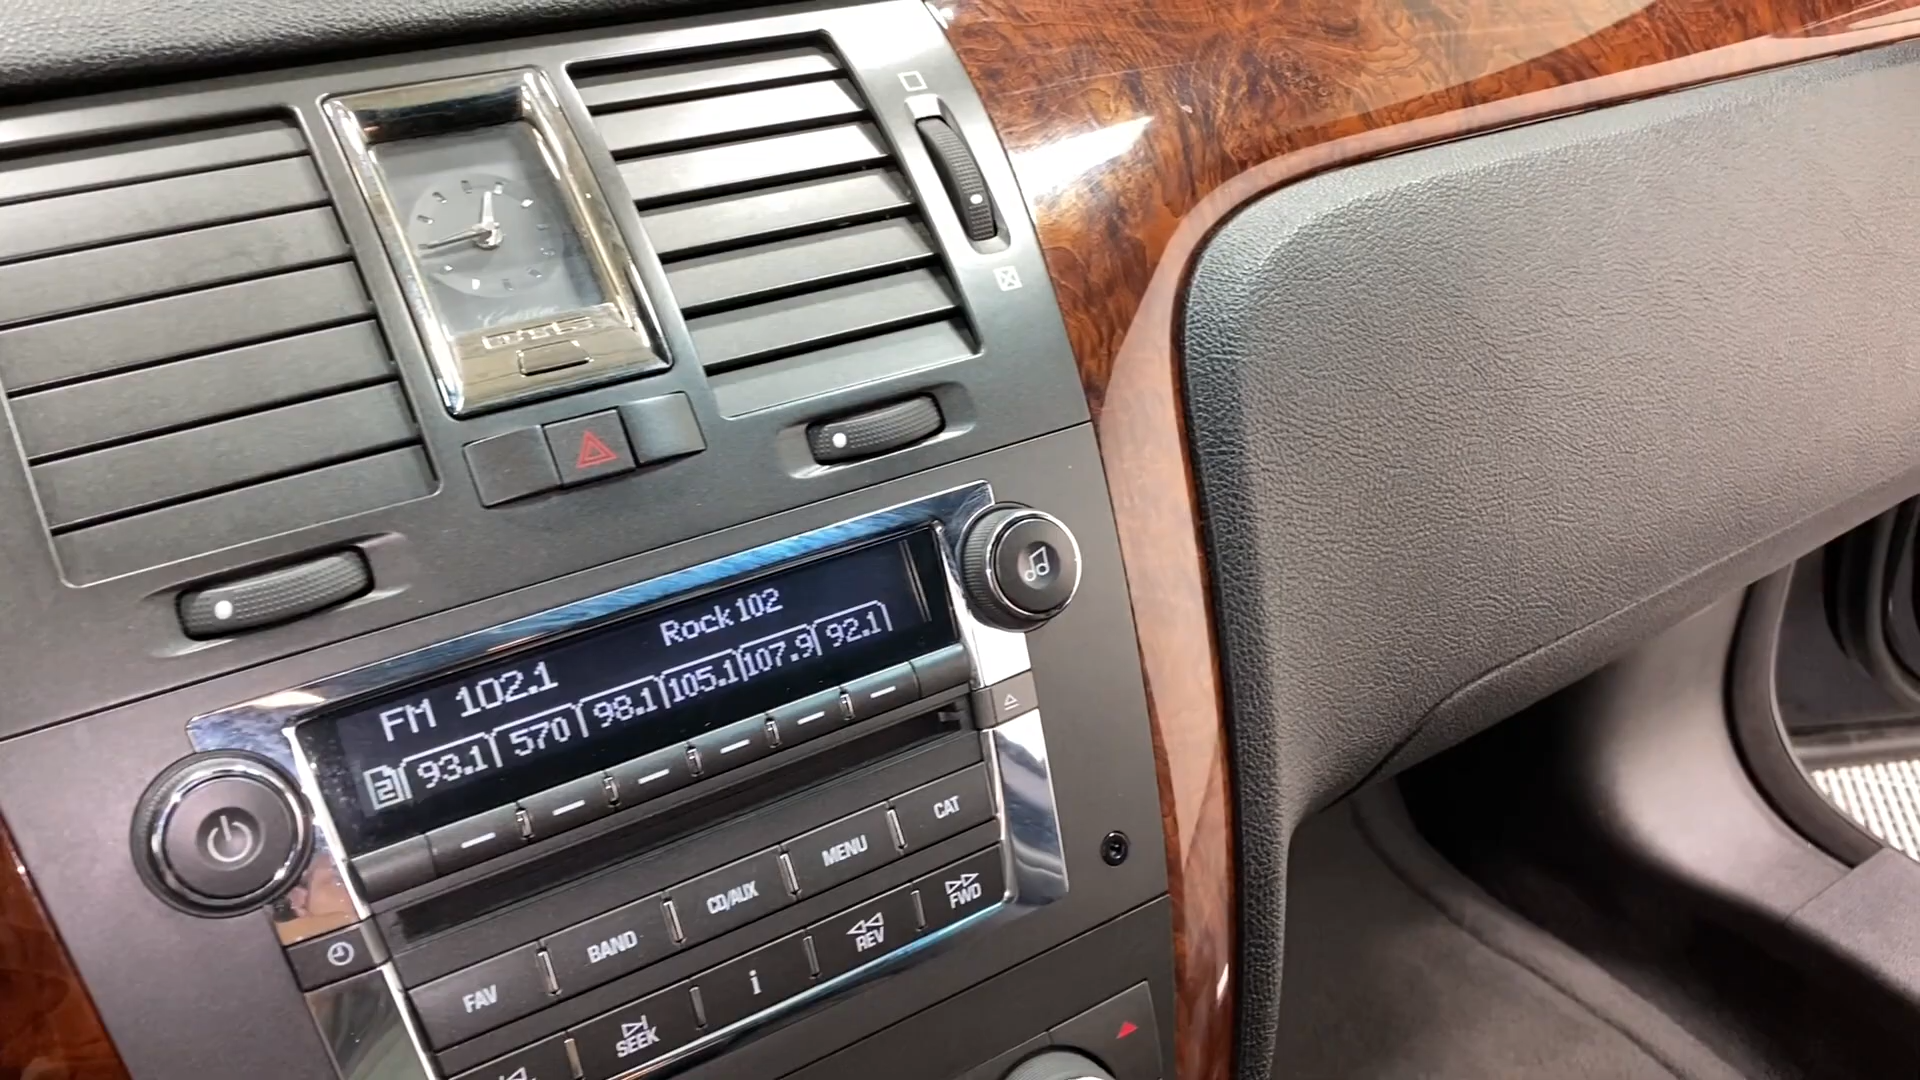 Rock 102
FM 102.1
2 93.1 570 98.1 105.1 107.9 92.1
CAT
MENU
CD/AUX
BAND
FAV
FWD
REV
i
SEEK